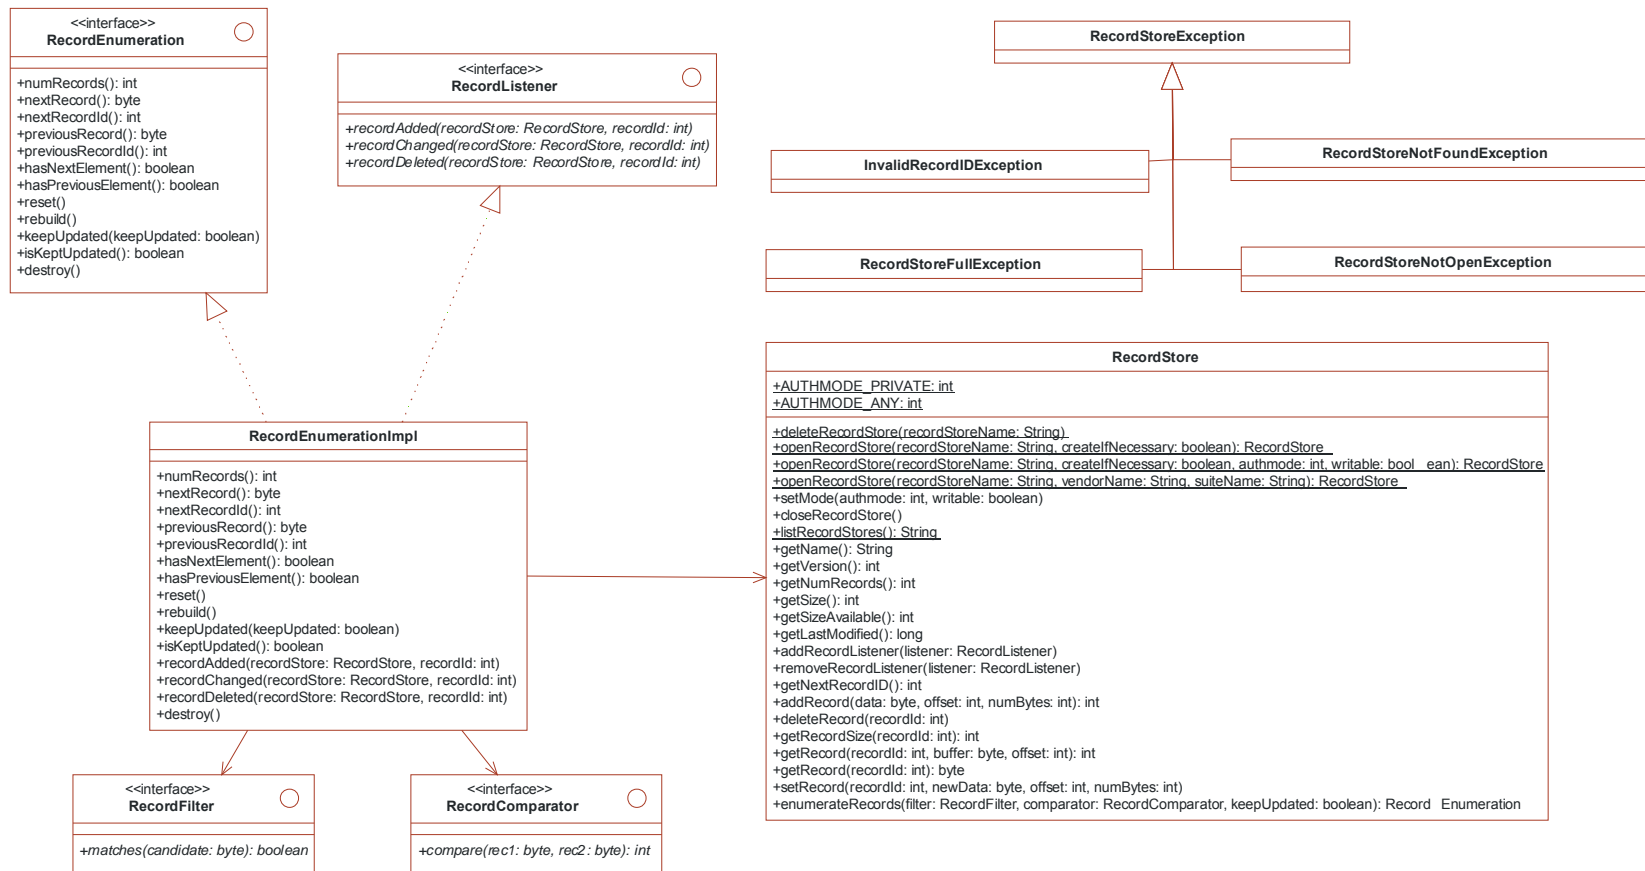 <<interface>>
RecordEnumeration
+numRecords(): int
+nextRecord(): byte
+nextRecordId(): int
+previousRecord(): byte
+previousRecordId(): int
+hasNextElement(): boolean
+hasPreviousElement(): boolean
+reset()
+rebuild()
+keepUpdated(keepUpdated: boolean)
+isKeptUpdated(): boolean
+destroy()
<<interface>>
RecordListener
+recordAdded(recordStore: RecordStore, recordId: int)
+recordChanged(recordStore: RecordStore, recordId: int)
+recordDeleted(recordStore: RecordStore, recordId: int)
RecordStoreException
InvalidRecordIDException
RecordStoreNotFoundException
RecordStoreFullException
RecordStoreNotOpenException
RecordEnumerationImpl
+numRecords(): int
+nextRecord(): byte
+nextRecordId(): int
+previousRecord(): byte
+previousRecordId(): int
+hasNextElement(): boolean
+hasPreviousElement(): boolean
+reset()
+rebuild()
+keepUpdated(keepUpdated: boolean)
+isKeptUpdated(): boolean
+recordAdded(recordStore: RecordStore, recordId: int)
+recordChanged(recordStore: RecordStore, recordId: int)
+recordDeleted(recordStore: RecordStore, recordId: int)
+destroy()
RecordStore
+AUTHMODE_PRIVATE: int
+AUTHMODE_ANY: int
+deleteRecordStore(recordStoreName: String)
+openRecordStore(recordStoreName: String, createIfNecessary: boolean): RecordStore
+openRecordStore(recordStoreName: String, createIfNecessary: boolean, authmode: int, writable: bool ean): RecordStore
+openRecordStore(recordStoreName: String, vendorName: String, suiteName: String): RecordStore
+setMode(authmode: int, writable: boolean)
+closeRecordStore()
+listRecordStores(): String
+getName(): String
+getVersion(): int
+getNumRecords(): int
+getSize(): int
+getSizeAvailable(): int
+getLastModified(): long
+addRecordListener(listener: RecordListener)
+removeRecordListener(listener: RecordListener)
+getNextRecordID(): int
+addRecord(data: byte, offset: int, numBytes: int): int
+deleteRecord(recordId: int)
+getRecordSize(recordId: int): int
+getRecord(recordId: int, buffer: byte, offset: int): int
+getRecord(recordId: int): byte
+setRecord(recordId: int, newData: byte, offset: int, numBytes: int)
+enumerateRecords(filter: RecordFilter, comparator: RecordComparator, keepUpdated: boolean): Record Enumeration
<<interface>>
RecordFilter
+matches(candidate: byte): boolean
<<interface>>
RecordComparator
+compare(rec1: byte, rec2: byte): int